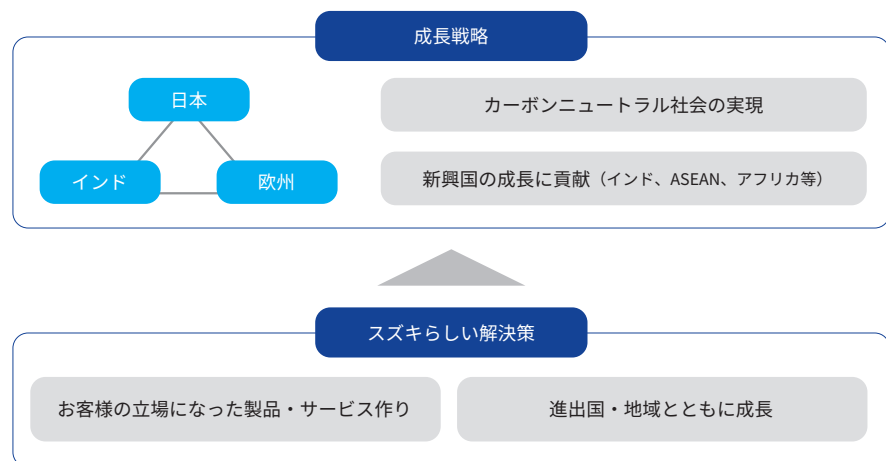 成長戦略
日本
インド
欧州
カーボンニュートラル社会の実現
新興国の成長に貢献（インド、ASEAN、アフリカ等）
スズキらしい解決策
お客様の立場になった製品・サービス作り
進出国・地域とともに成長